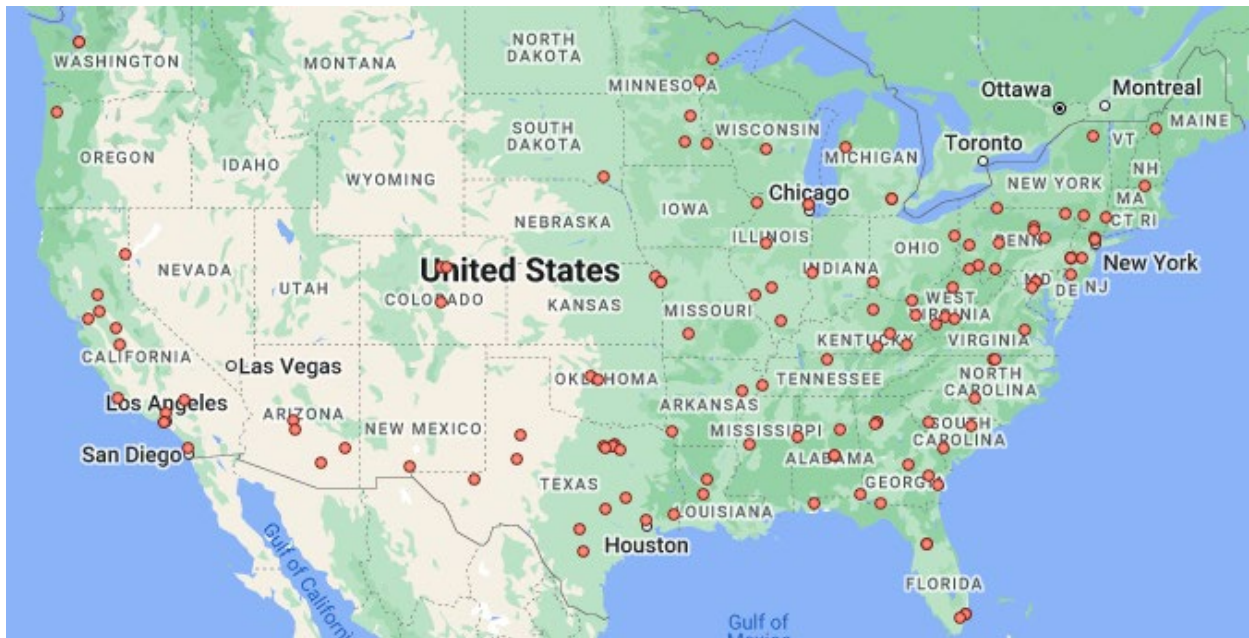 WASHINGTON
MONTANA
NORTH
DAKOTA
MINNESOTA
Ottawa
Montreal
MAINE
SOUTH
DAKOTA
WISCONSIN
MICHIGAN
Toronto
VT
NH
OREGON
IDAHO
WYOMING
NEW YORK
MA
CT RI
Chicago
IOWA
NEBRASKA
ILLINOIS
OHIO
PENN
NEVADA
United States
INDIANA
New York
UTAH
COLORADO
KANSAS
MISSOURI
MD
DE
NJ
WEST
VIRGINIA
KENTUCKY
VIRGINIA
CALIFORNIA
Las Vegas
OKLAHOMA
TENNESSEE
NORTH
CAROLINA
Los Angeles
ARIZONA
NEW MEXICO
ARKANSAS
MISSISSIPPI
SOUTH
CAROLINA
San Diego
ALABAMA
GEORGIA
TEXAS
LOUISIANA
Houston
Gulf of California
FLORIDA
Gulf of
Mexico